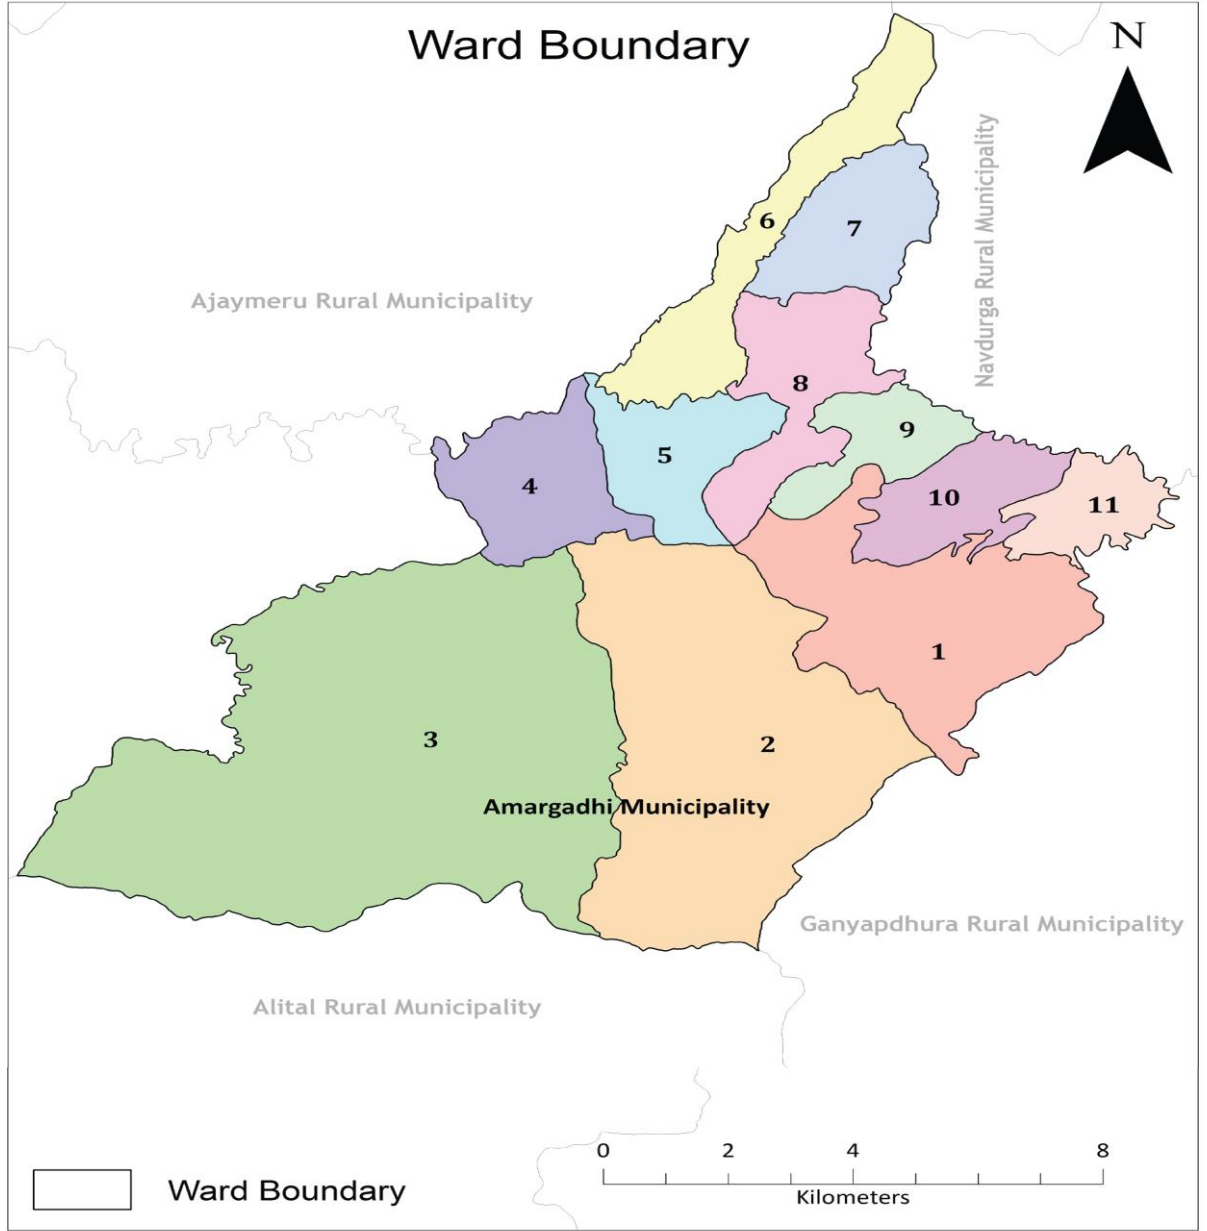 Ward Boundary
N
Navdurga Rural Municipality
6
7
Ajaymeru Rural Municipality
8
9
5
4
10
11
1
3
2
Amargadhi Municipality
Ganyapdhura Rural Municipality
Alital Rural Municipality
0 2 4 8
Kilometers
Ward Boundary